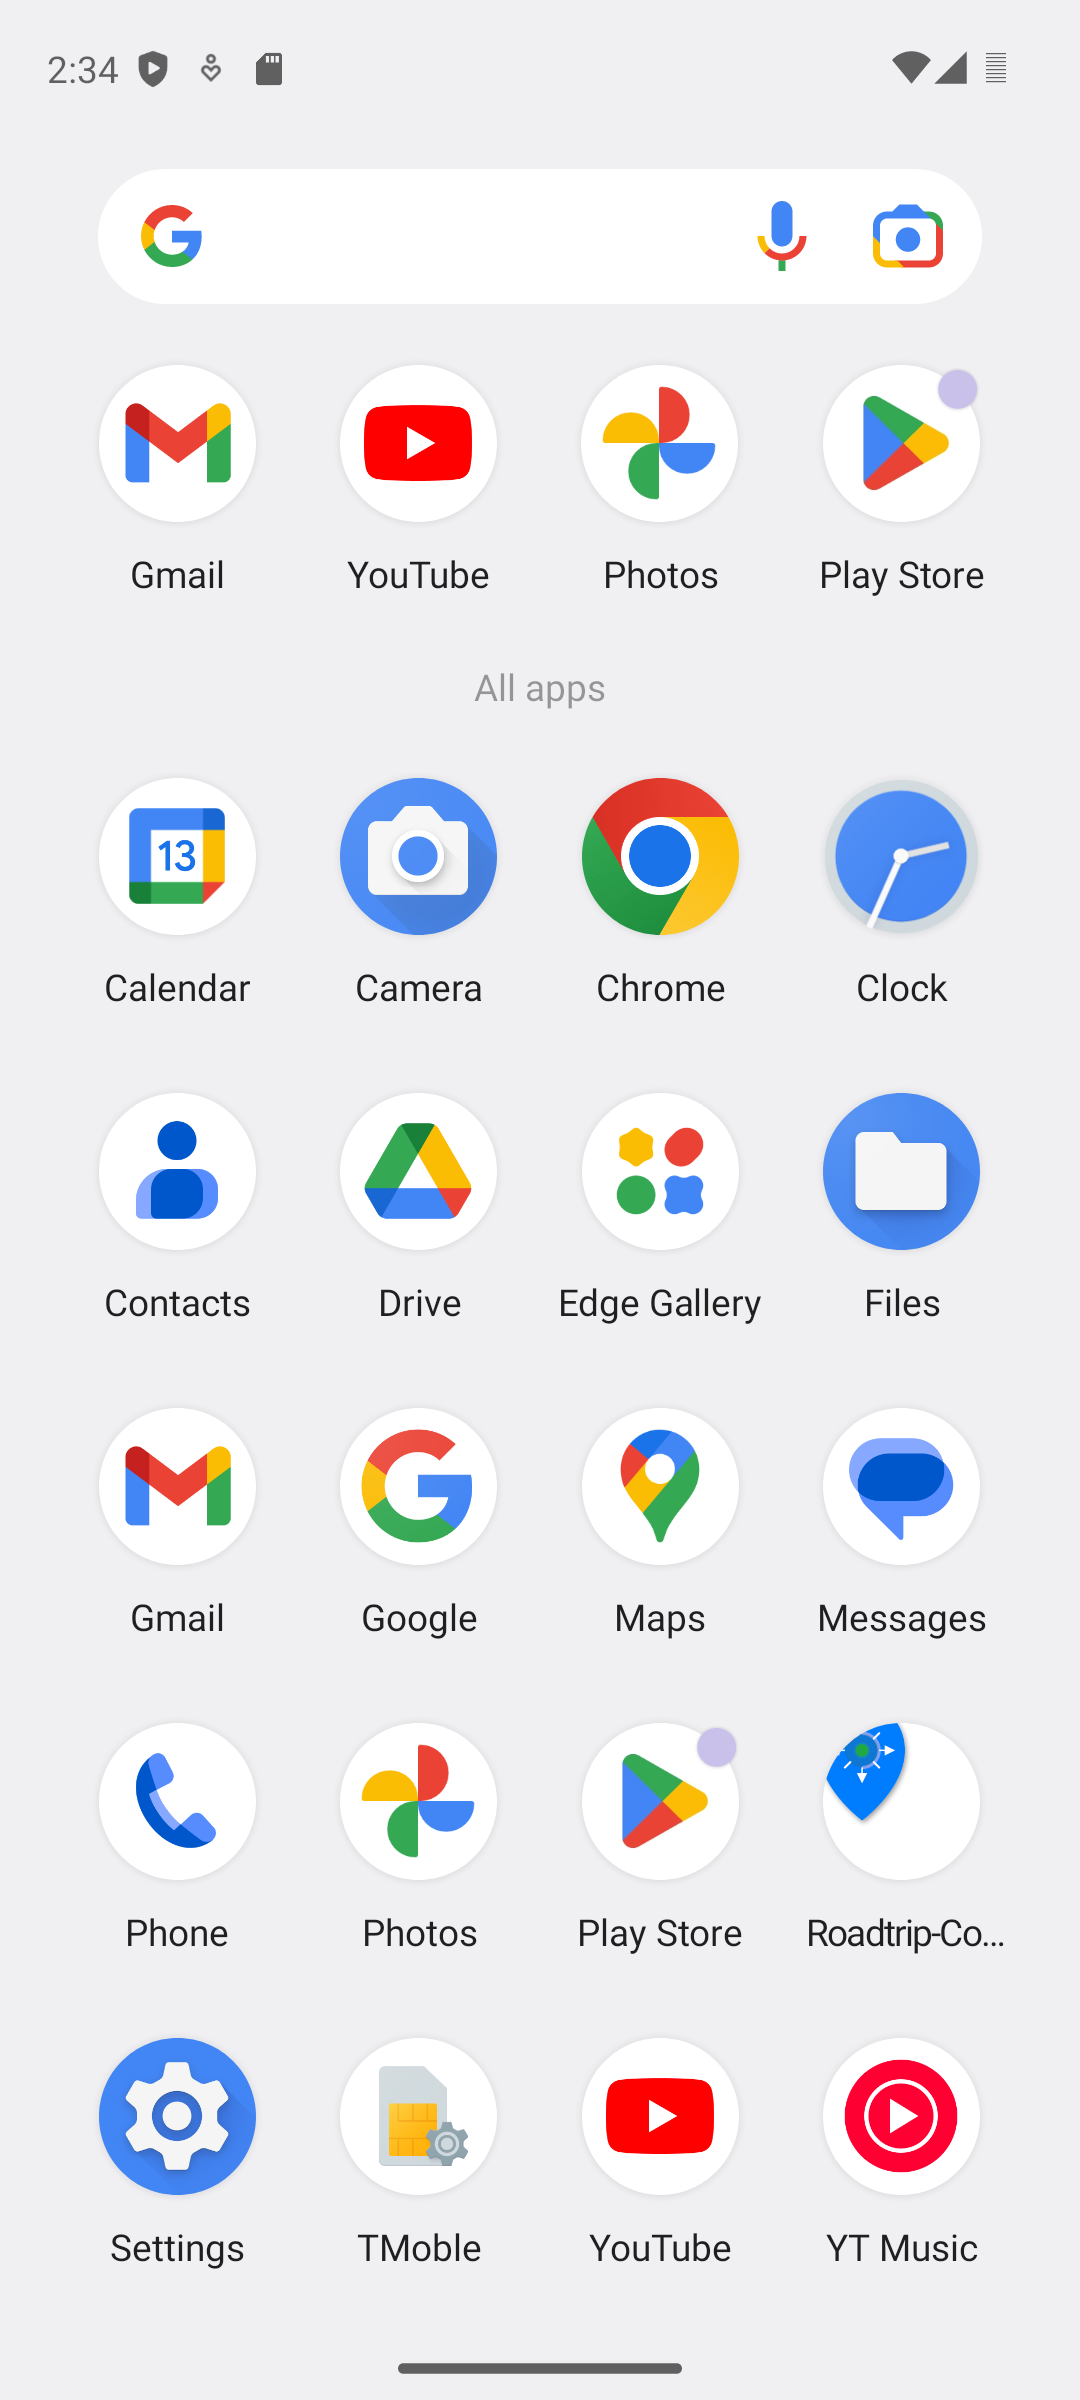 2:34
Gmail YouTube Photos Play Store
All apps
13
Calendar Camera Chrome Clock
Contacts Drive Edge Gallery Files
Gmail Google Maps Messages
Phone Photos Play Store Roadtrip-Co...
Settings TMoble YouTube YT Music